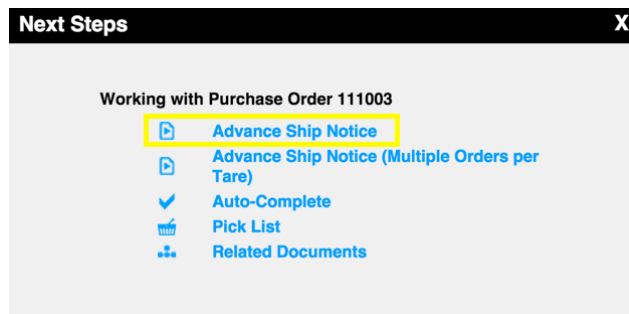 Next Steps X
Working with Purchase Order 111003
Advance Ship Notice
Advance Ship Notice (Multiple Orders per
Tare)
Auto-Complete
Pick List
Related Documents